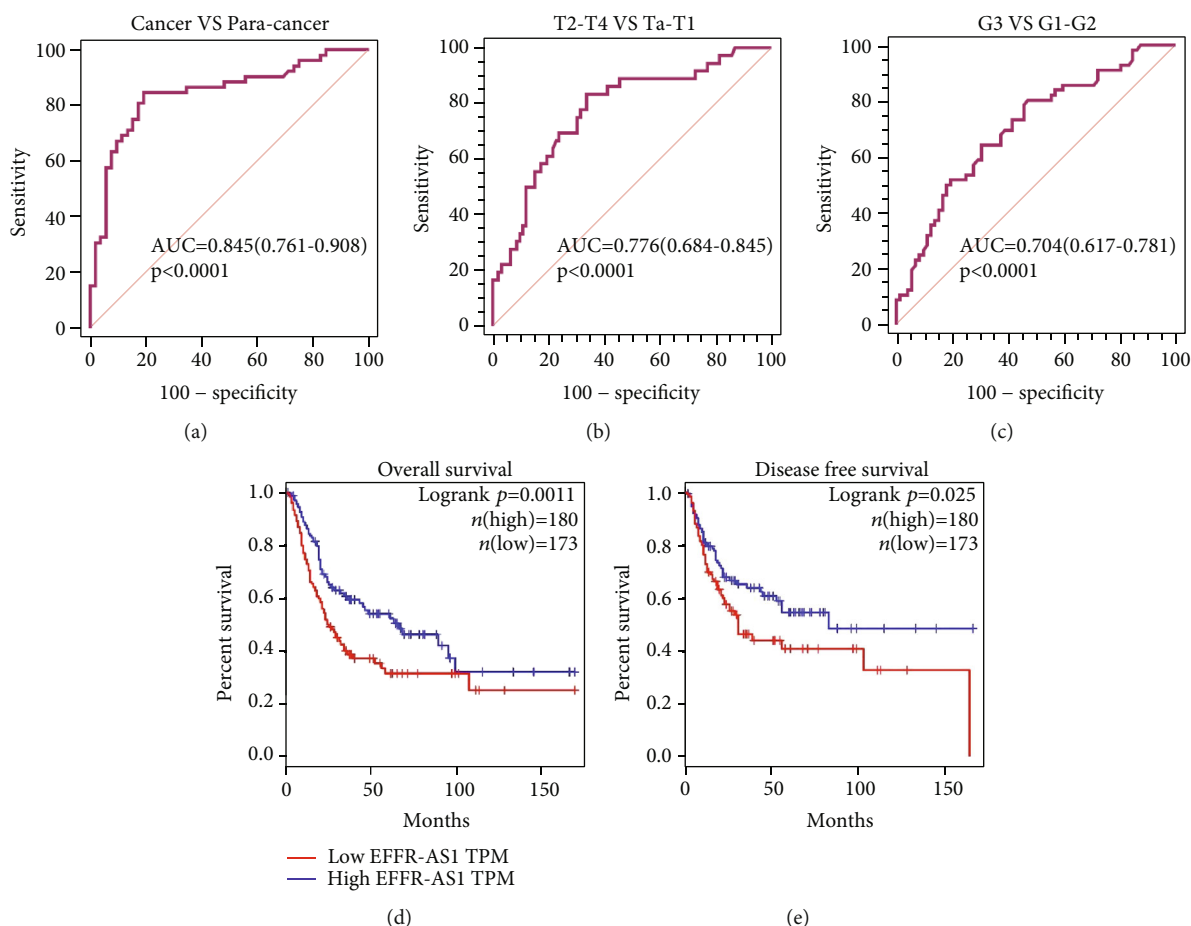 Cancer VS Para-cancer
Sensitivity
100
80
60
40
20
0
AUC=0.845(0.761-0.908)
p<0.0001
0 20 40 60 80 100
100 − specificity
(a)
T2-T4 VS Ta-T1
Sensitivity
100
80
60
40
20
0
AUC=0.776(0.684-0.845)
p<0.0001
0 20 40 60 80 100
100 − specificity
(b)
G3 VS G1-G2
Sensitivity
100
80
60
40
20
0
AUC=0.704(0.617-0.781)
p<0.0001
0 20 40 60 80 100
100 − specificity
(c)
Overall survival
Percent survival
1.0
0.8
0.6
0.4
0.2
0.0
Logrank p=0.0011
n(high)=180
n(low)=173
0 50 100 150
Months
Low EFFR-AS1 TPM
High EFFR-AS1 TPM
(d)
Disease free survival
Percent survival
1.0
0.8
0.6
0.4
0.2
0.0
Logrank p=0.025
n(high)=180
n(low)=173
0 50 100 150
Months
(e)